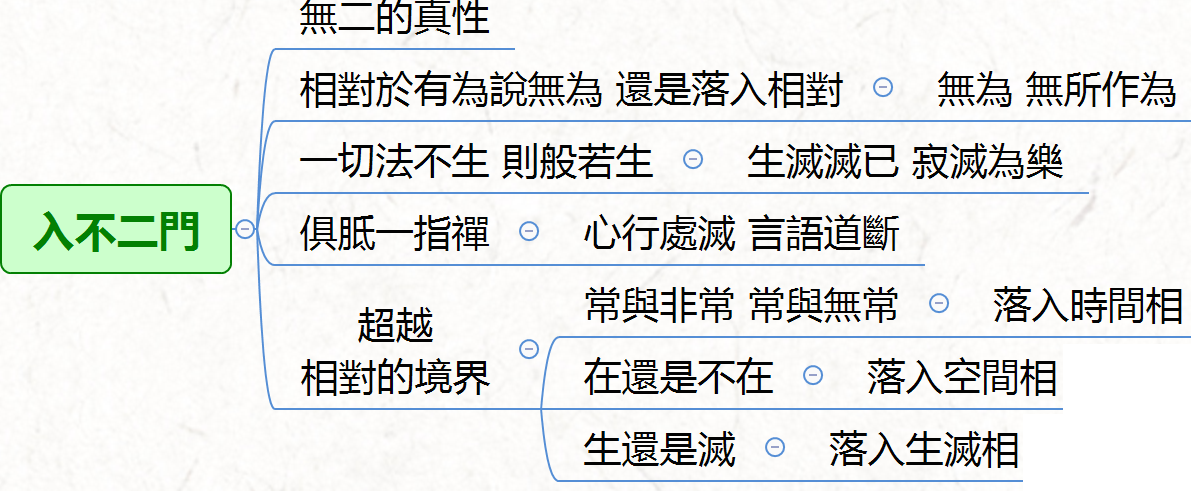 無二的真性
相對於有為說無為 還是落入相對
無為 無所作為
一切法不生 則般若生
生滅滅已 寂滅為樂
入不二門
俱胝一指禪
心行處滅 言語道斷
超越
相對的境界
常與非常 常與無常
落入時間相
在還是不在
落入空間相
生還是滅
落入生滅相